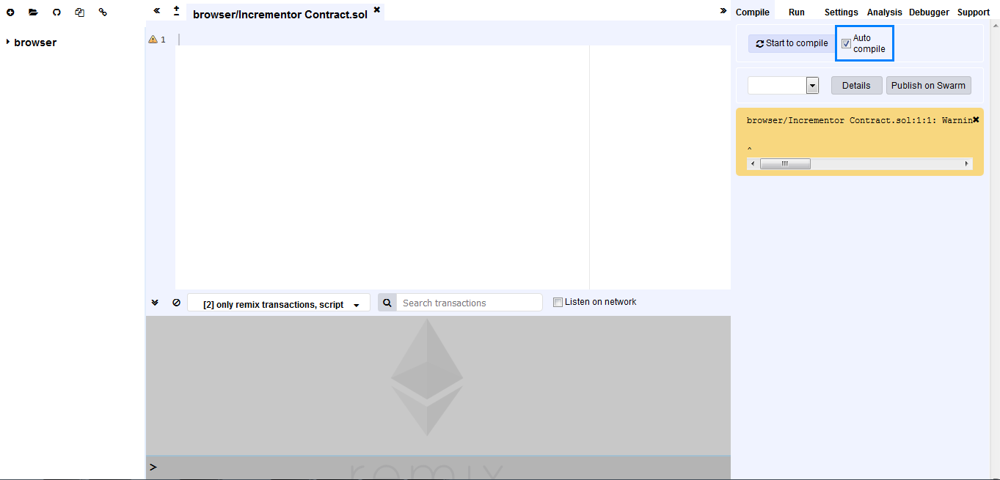 browser/Incrementor Contract.sol
Compile Run Settings Analysis Debugger Support
browser
1
Start to compile
Auto
compile
Details Publish on Swarm
browser/Incrementor Contract.sol:1:1: Warnin
^
[2] only remix transactions, script
Search transactions
Listen on network
>
remix